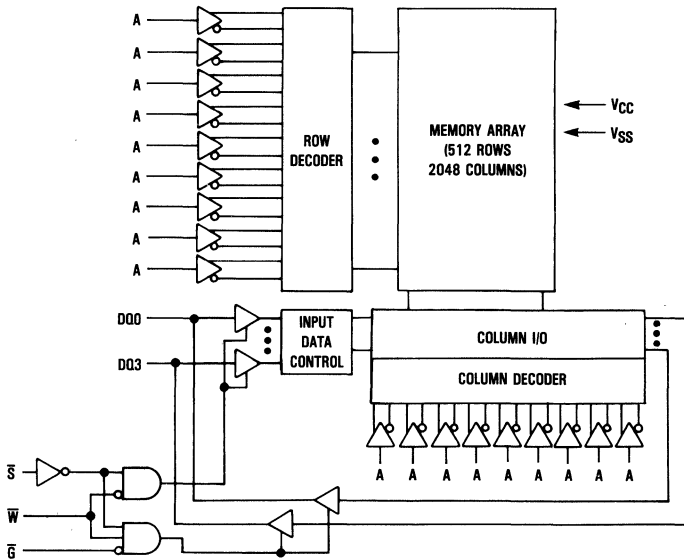 A
A
A
A
A
A
A
A
A
ROW
DECODER
MEMORY ARRAY
(512 ROWS
2048 COLUMNS)
VCC
VSS
DQ0
DQ3
INPUT
DATA
CONTROL
COLUMN I/O
COLUMN DECODER
A A A A A A A A A
S̅
W̅
G̅